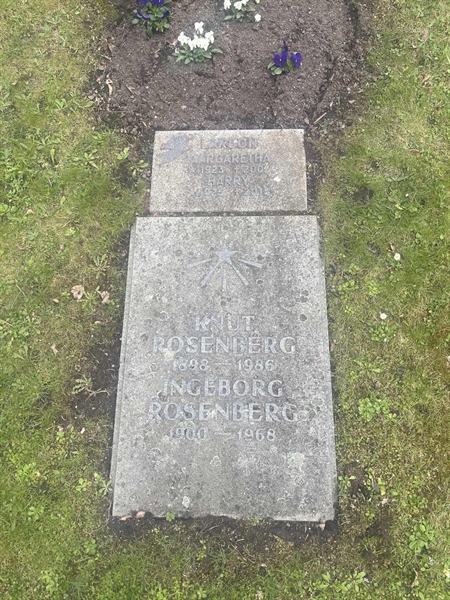 MARGARETHA
HARRY
KNUT
ROSENBERG
1898 — 1986
INGEBORG
ROSENBERG
1900 — 1968